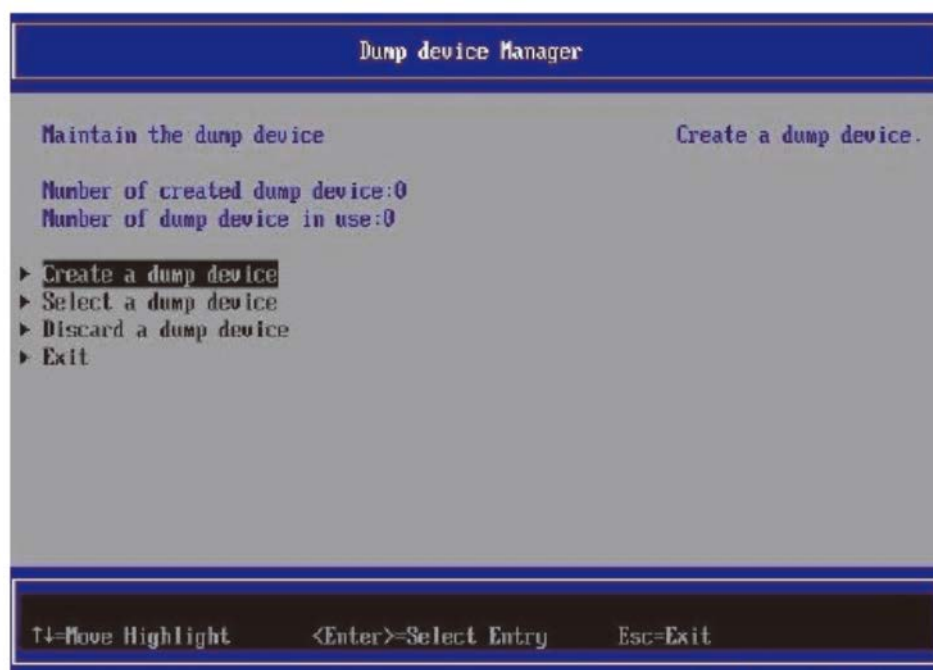 Dump device Manager
Maintain the dump device
Create a dump device.
Number of created dump device:0
Number of dump device in use:0
Create a dump device
Select a dump device
Discard a dump device
Exit
↑↓=Move Highlight <Enter>=Select Entry Esc=Exit